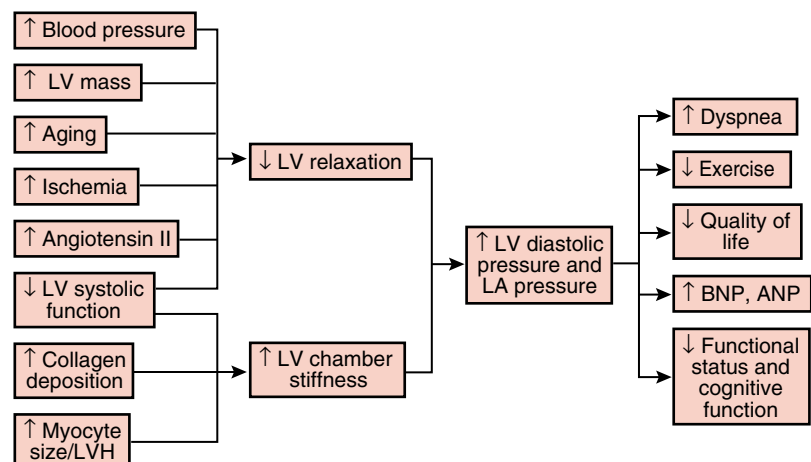 ↑ Blood pressure
↑ LV mass
↑ Aging
↑ Ischemia
↑ Angiotensin II
↓ LV systolic
function
↑ Collagen
deposition
↑ Myocyte
size/LVH
↓ LV relaxation
↑ LV chamber
stiffness
↑ LV diastolic
pressure and
LA pressure
↑ Dyspnea
↓ Exercise
↓ Quality of
life
↑ BNP, ANP
↓ Functional
status and
cognitive
function